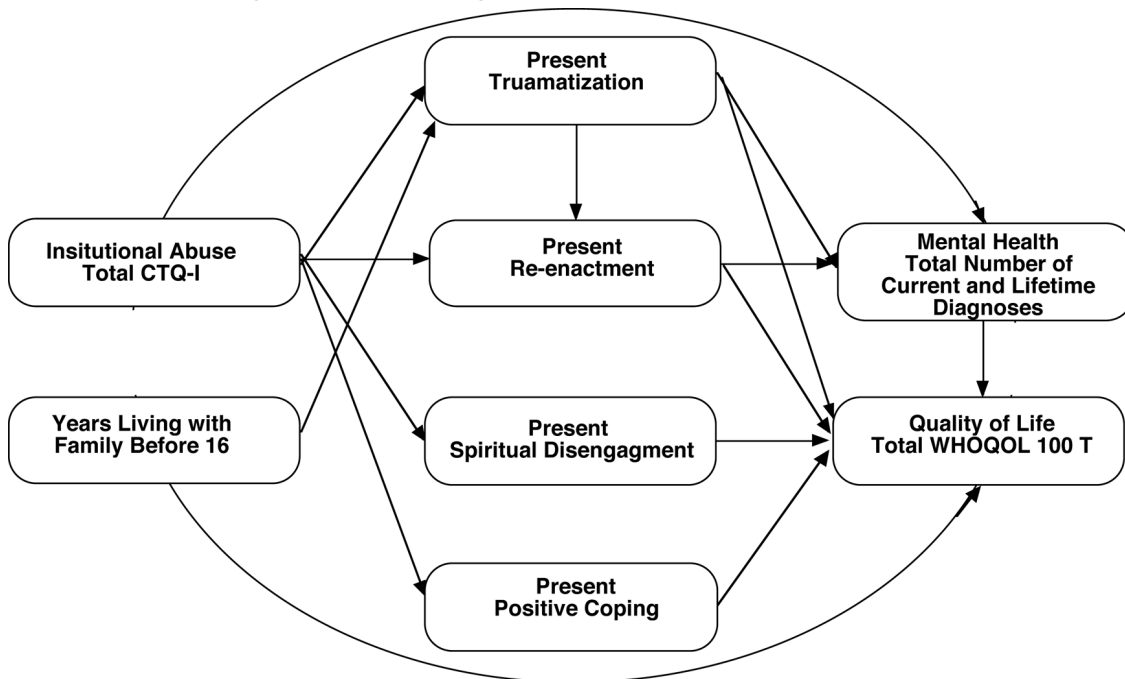 Present
Truamatization
Insitutional Abuse
Total CTQ-I
Present
Re-enactment
Mental Health
Total Number of
Current and Lifetime
Diagnoses
Years Living with
Family Before 16
Present
Spiritual Disengagment
Quality of Life
Total WHOQOL 100 T
Present
Positive Coping